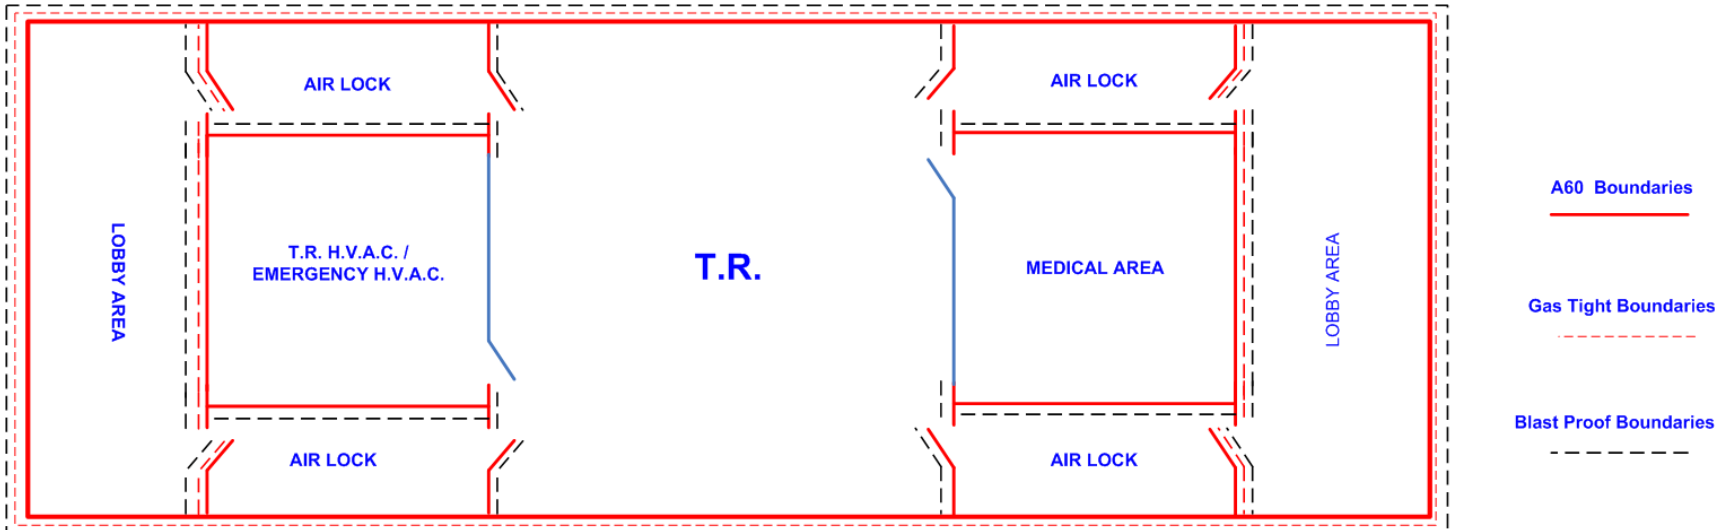 AIR LOCK
AIR LOCK
A60 Boundaries
LOBBY AREA
T.R. H.V.A.C. /
EMERGENCY H.V.A.C.
T.R.
MEDICAL AREA
LOBBY AREA
Gas Tight Boundaries
Blast Proof Boundaries
AIR LOCK
AIR LOCK